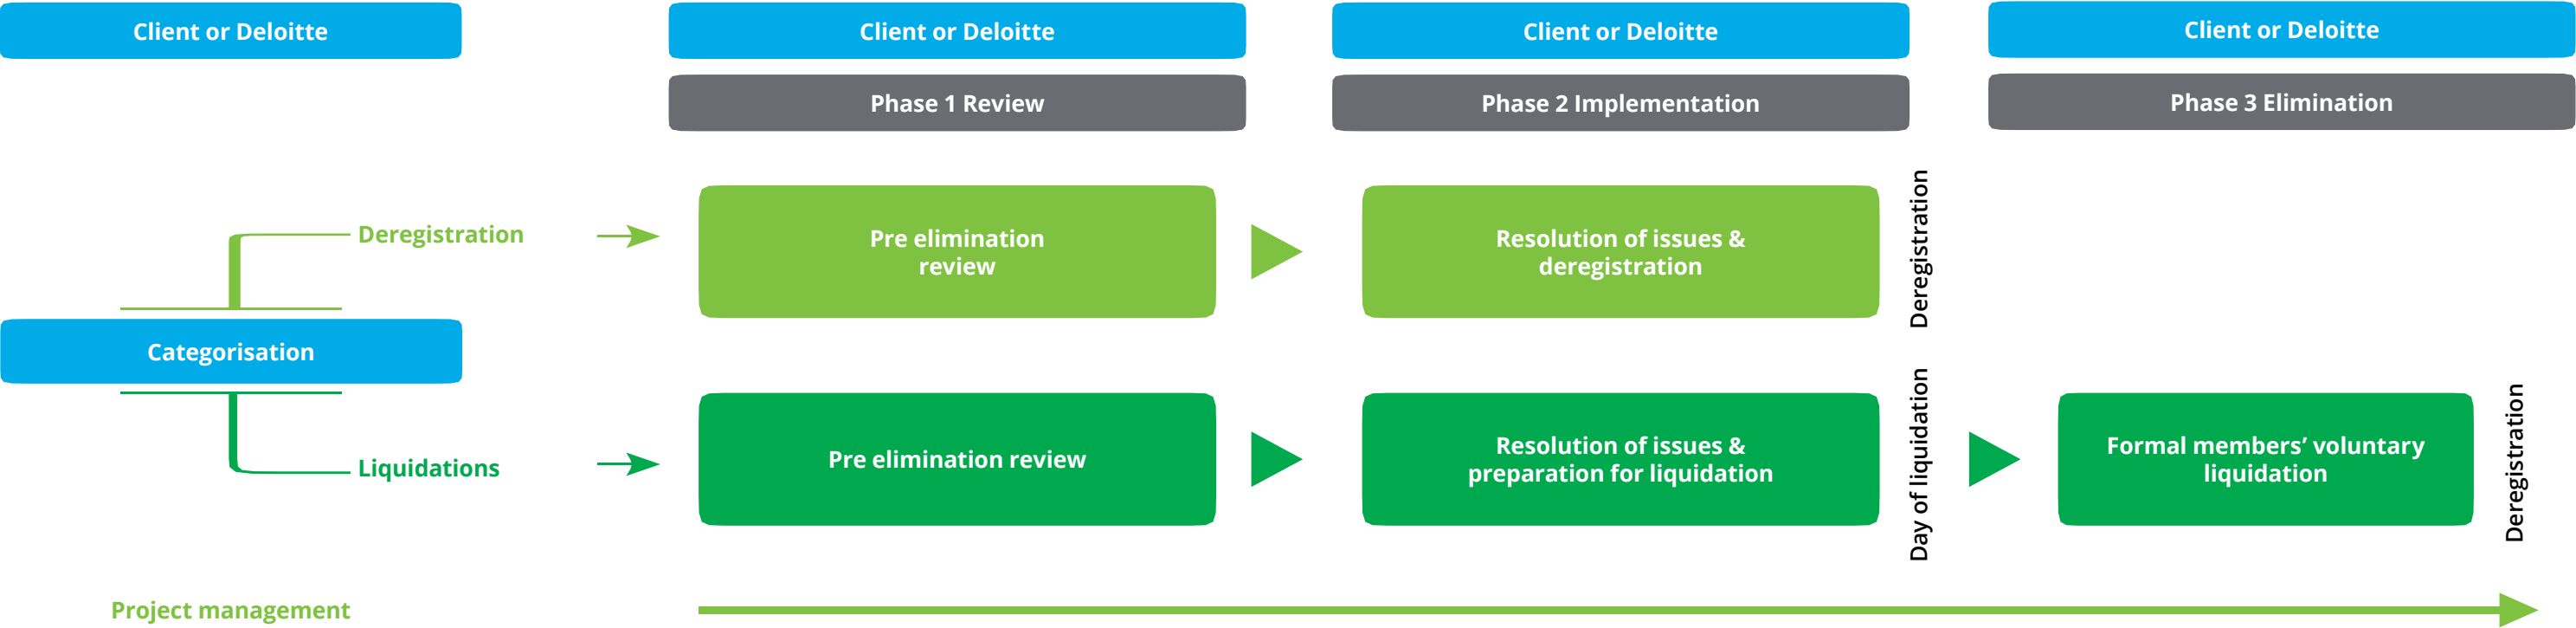 Client or Deloitte
Client or Deloitte
Client or Deloitte
Client or Deloitte
Phase 1 Review
Phase 2 Implementation
Phase 3 Elimination
Deregistration
Pre elimination
review
Resolution of issues &
deregistration
Deregistration
Categorisation
Liquidations
Pre elimination review
Resolution of issues &
preparation for liquidation
Day of liquidation
Formal members’ voluntary
liquidation
Deregistration
Project management